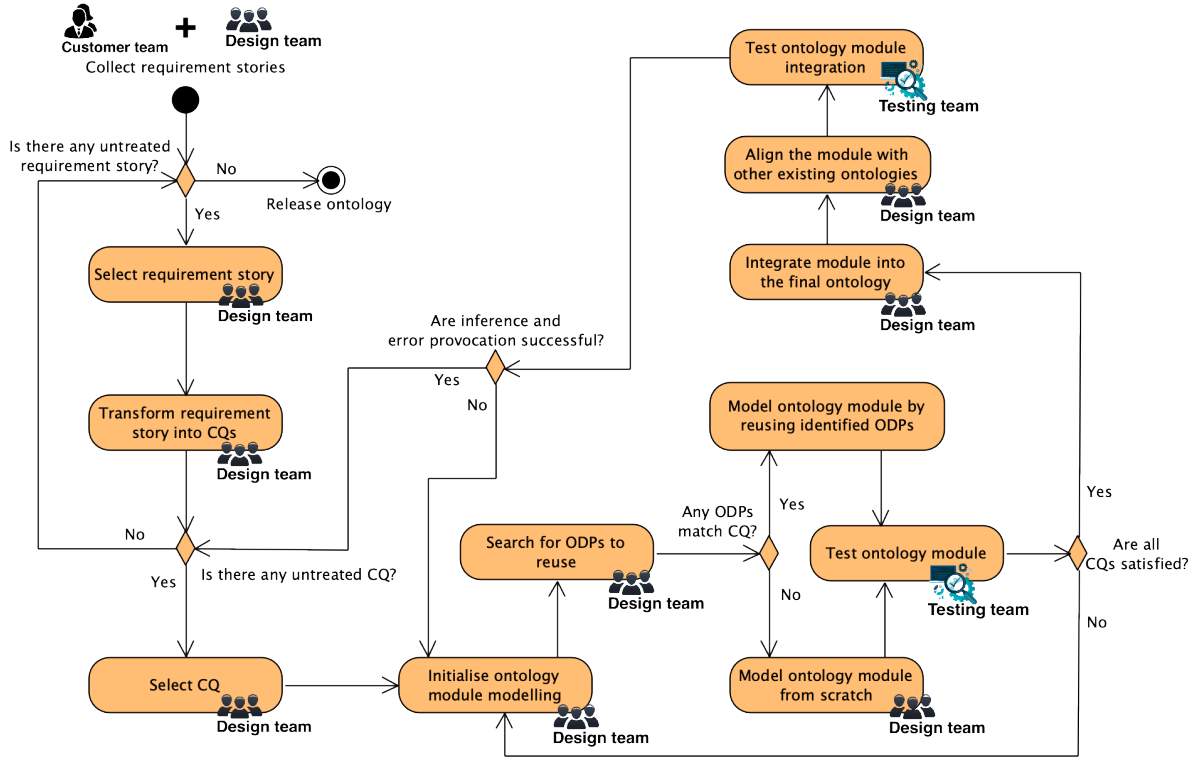 Customer team
+
Design team
Collect requirement stories
Is there any untreated
requirement story?
No
Release ontology
Yes
Select requirement story
Design team
Transform requirement
story into CQs
Design team
No
Yes
Is there any untreated CQ?
Select CQ
Design team
Initialise ontology
module modelling
Design team
Search for ODPs to
reuse
Design team
Any ODPs
match CQ?
Yes
No
Model ontology module by
reusing identified ODPs
Model ontology module
from scratch
Design team
Test ontology module
Testing team
Are all
CQs satisfied?
Yes
No
Integrate module into
the final ontology
Design team
Align the module with
other existing ontologies
Design team
Test ontology module
integration
Testing team
Are inference and
error provocation successful?
Yes
No